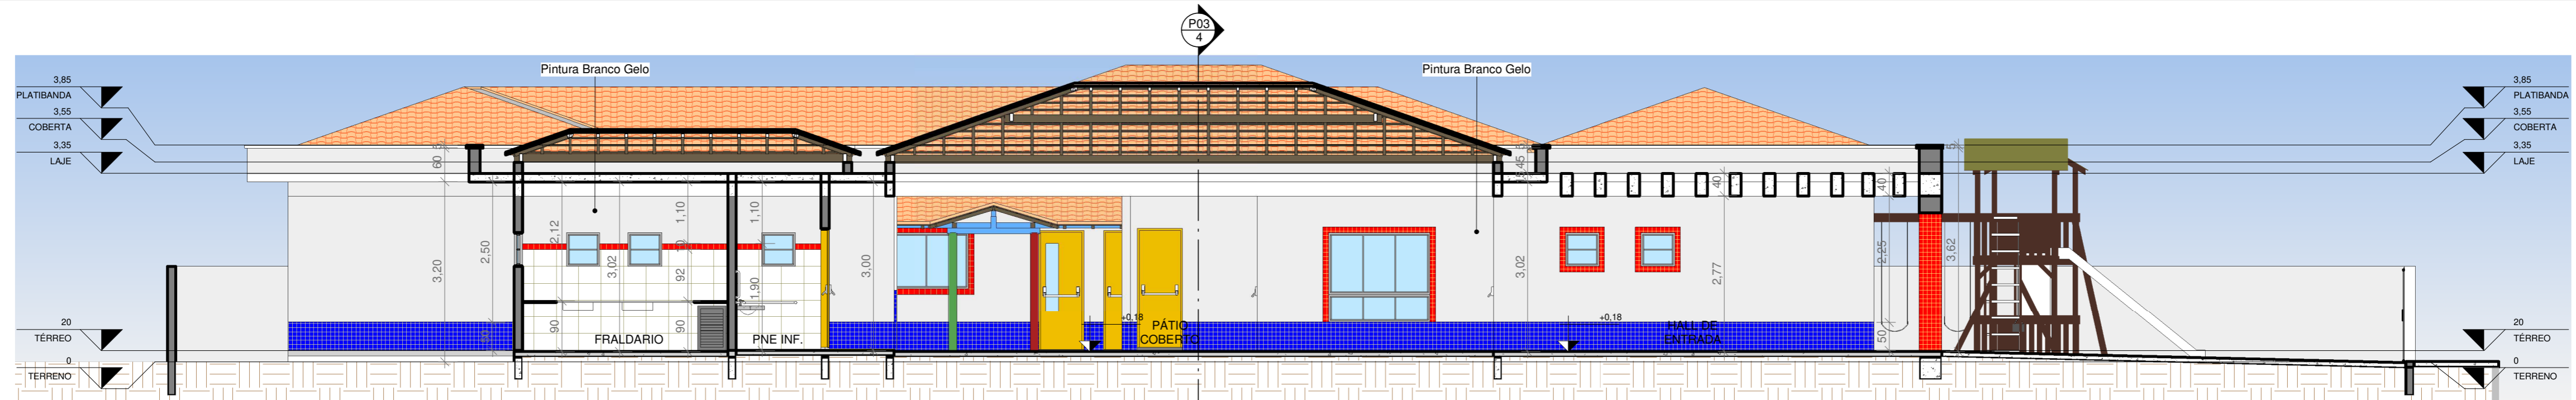 P03
4
Pintura Branco Gelo
Pintura Branco Gelo
3,85
PLATIBANDA
3,55
COBERTA
3,35
LAJE
20
TÉRREO
0
TERRENO
3,85
PLATIBANDA
3,55
COBERTA
3,35
LAJE
20
TÉRREO
0
TERRENO
60
3,20
2,50
50
2,12
90
3,02
1,10
92
90
1,10
1,90
3,00
FRALDARIO
PNE INF.
+0,18
PÁTIO
COBERTO
+0,18
HALL DE
ENTRADA
45
3,02
40
2,77
40
2,25
50
5
3,62